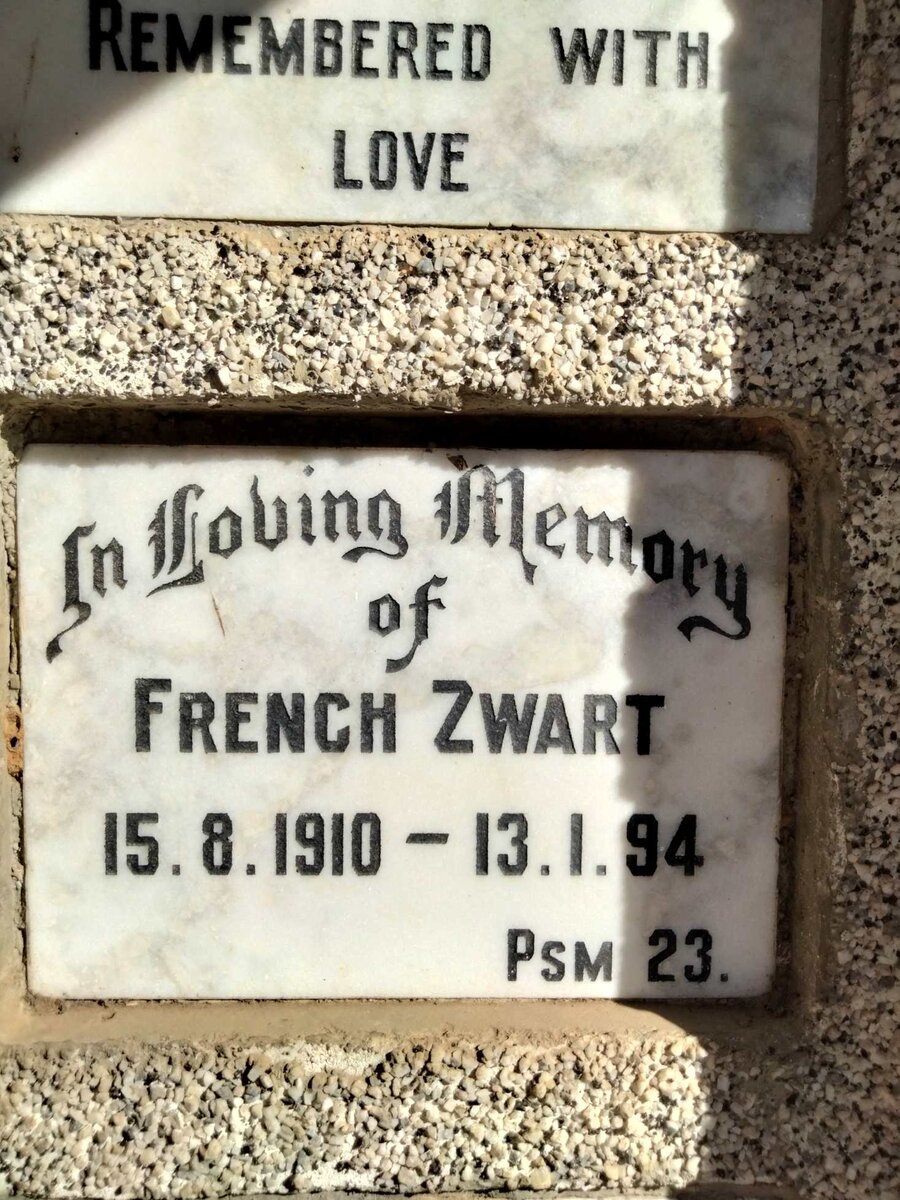 REMEMBERED WITH
LOVE
In Loving Memory
of
FRENCH ZWART
15.8.1910 – 13.1.94
PSM 23.